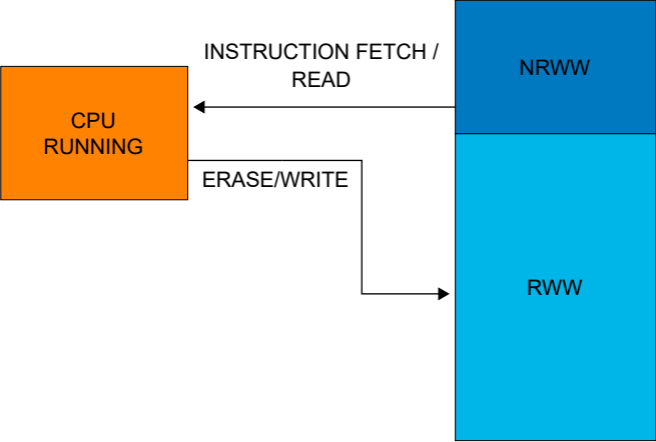 INSTRUCTION FETCH /
READ
NRWW
CPU
RUNNING
ERASE/WRITE
RWW